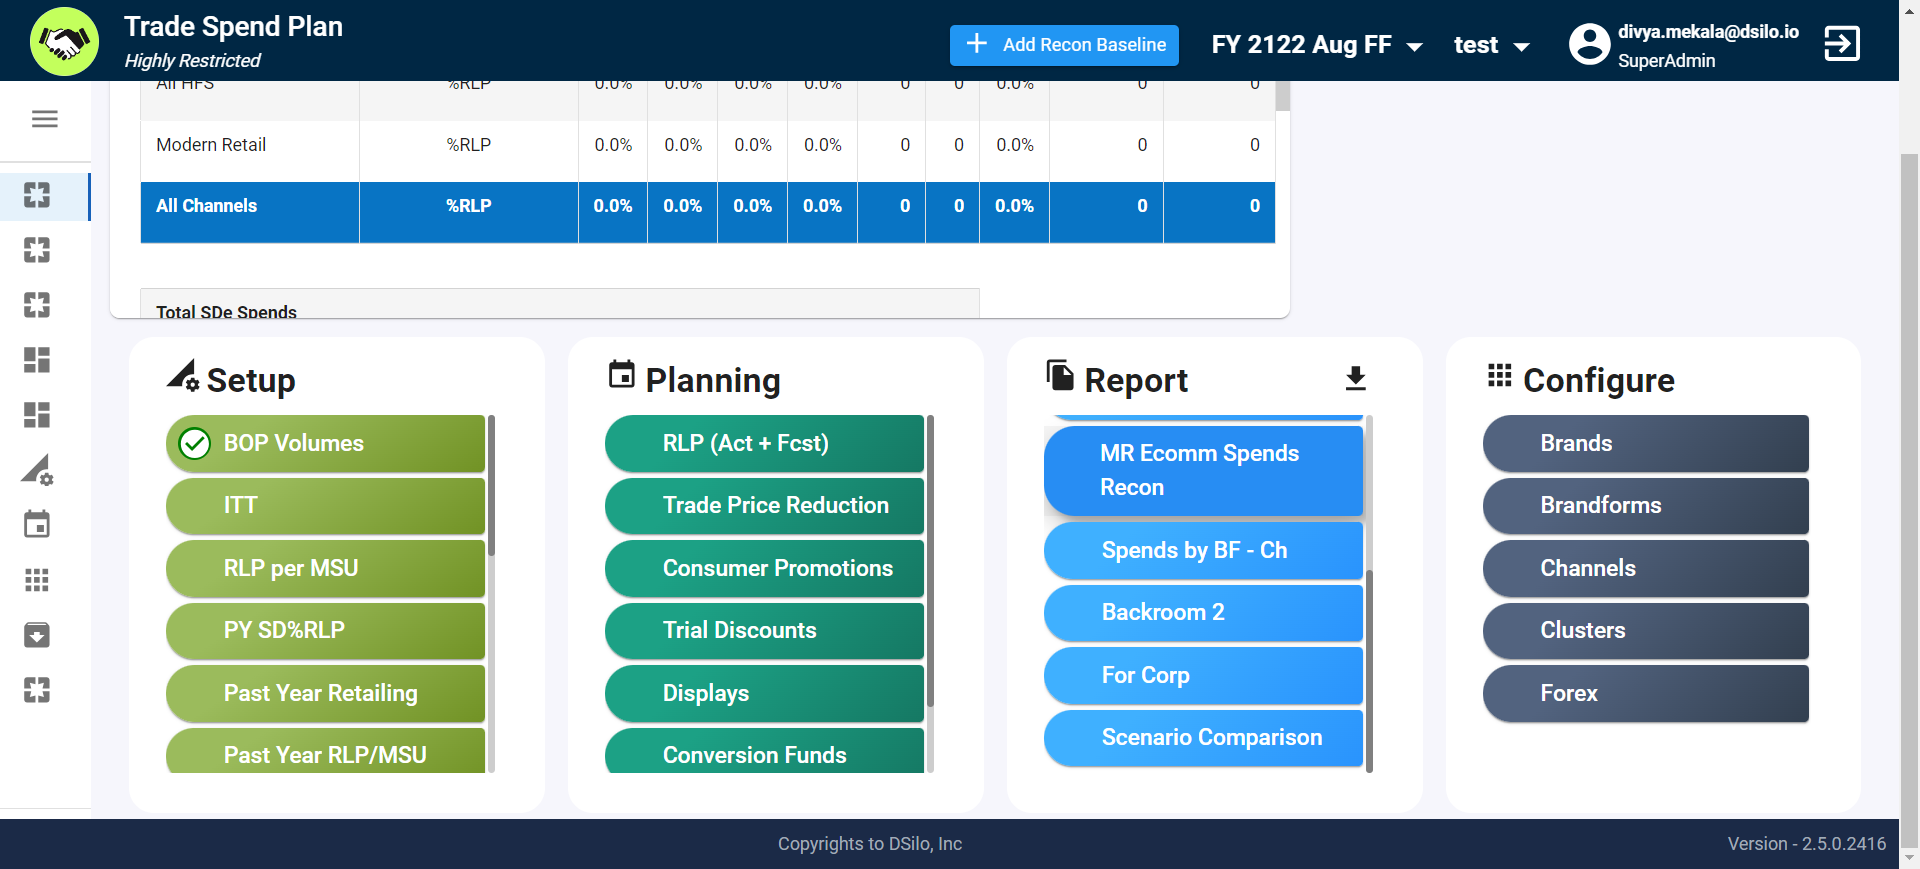 Trade Spend Plan
Highly Restricted
Add Recon Baseline
FY 2122 Aug FF
test
divya.mekala@dsilo.io
SuperAdmin
All HFS %RLP 0.0% 0.0% 0.0% 0.0% 0 0 0.0% 0 0
Modern Retail %RLP 0.0% 0.0% 0.0% 0.0% 0 0 0.0% 0 0
All Channels %RLP 0.0% 0.0% 0.0% 0.0% 0 0 0.0% 0 0
Total SDe Spends
Setup
BOP Volumes
ITT
RLP per MSU
PY SD%RLP
Past Year Retailing
Past Year RLP/MSU
Planning
RLP (Act + Fcst)
Trade Price Reduction
Consumer Promotions
Trial Discounts
Displays
Conversion Funds
Report
MR Ecomm Spends
Recon
Spends by BF - Ch
Backroom 2
For Corp
Scenario Comparison
Configure
Brands
Brandforms
Channels
Clusters
Forex
Copyrights to DSilo, Inc
Version - 2.5.0.2416